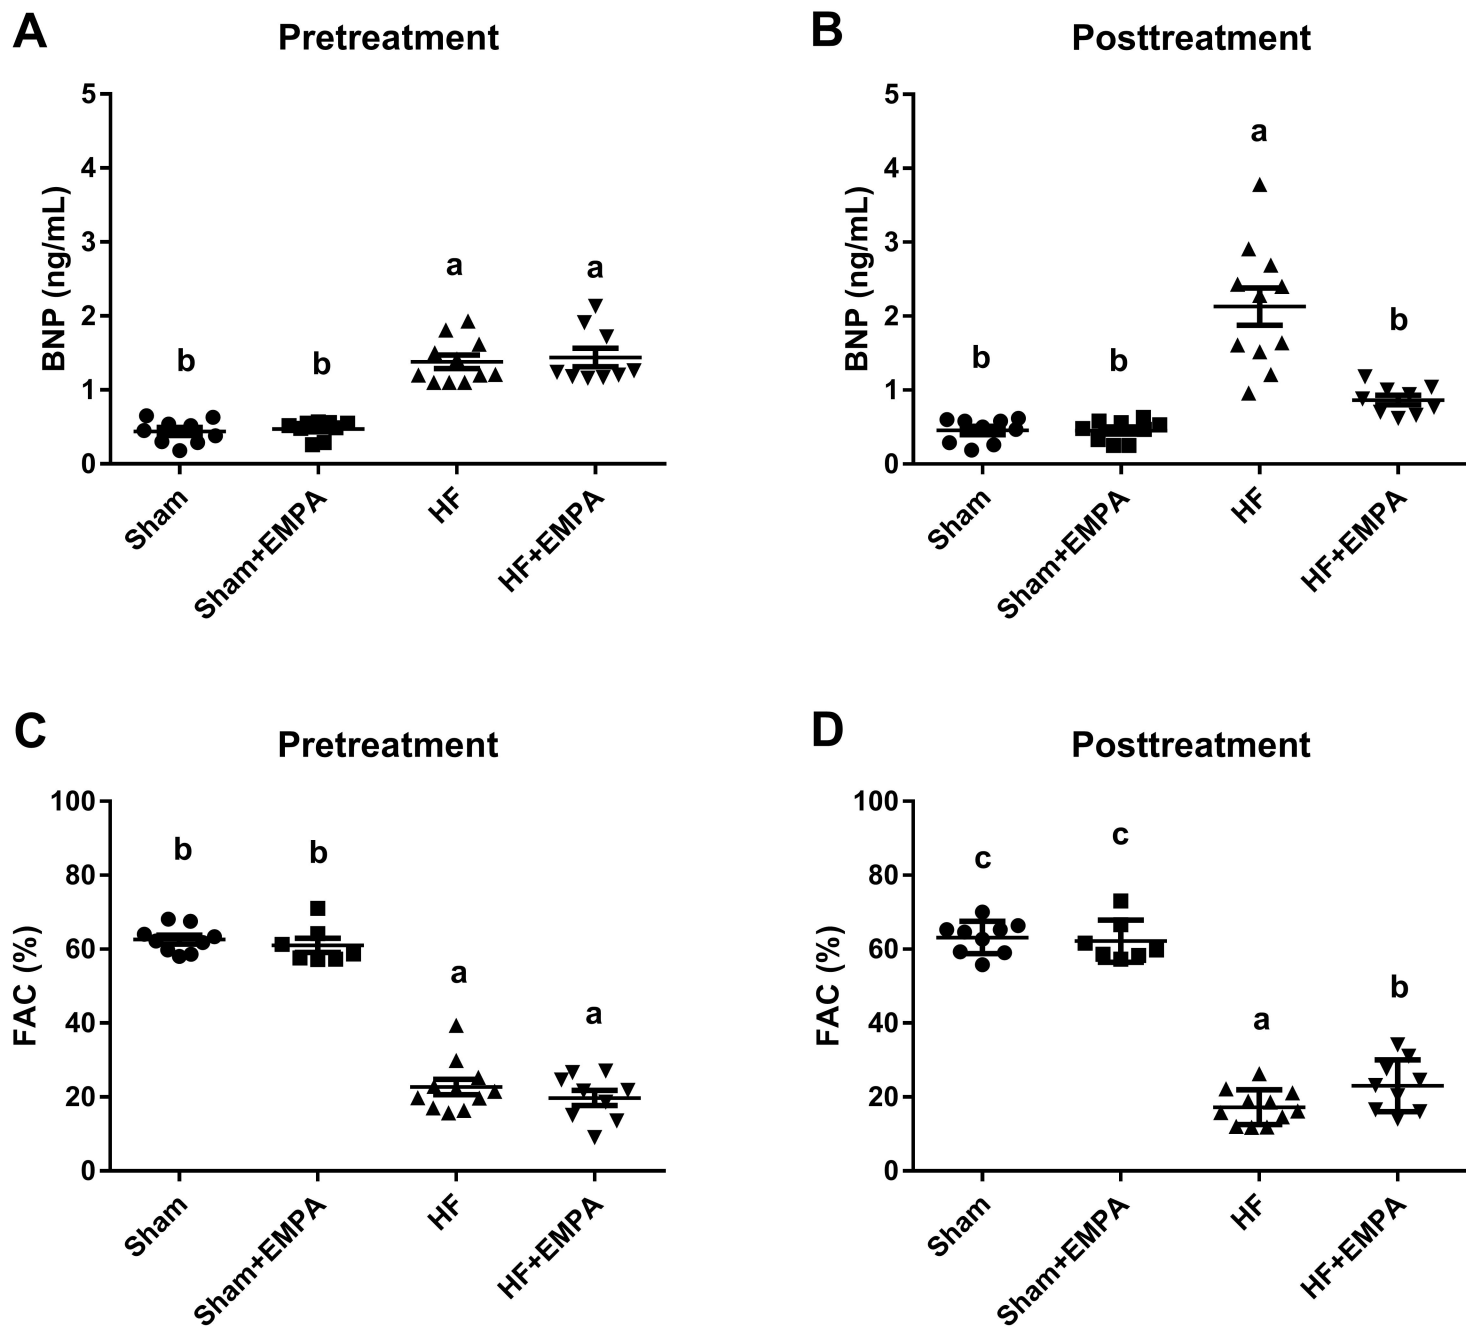 A
Pretreatment
BNP (ng/mL)
5
4
3
2
1
0
b
b
a
a
Sham
Sham+EMPA
HF
HF+EMPA
B
Posttreatment
BNP (ng/mL)
5
4
3
2
1
0
b
b
a
b
Sham
Sham+EMPA
HF
HF+EMPA
C
Pretreatment
FAC (%)
100
80
60
40
20
0
b
b
a
a
Sham
Sham+EMPA
HF
HF+EMPA
D
Posttreatment
FAC (%)
100
80
60
40
20
0
c
c
a
b
Sham
Sham+EMPA
HF
HF+EMPA